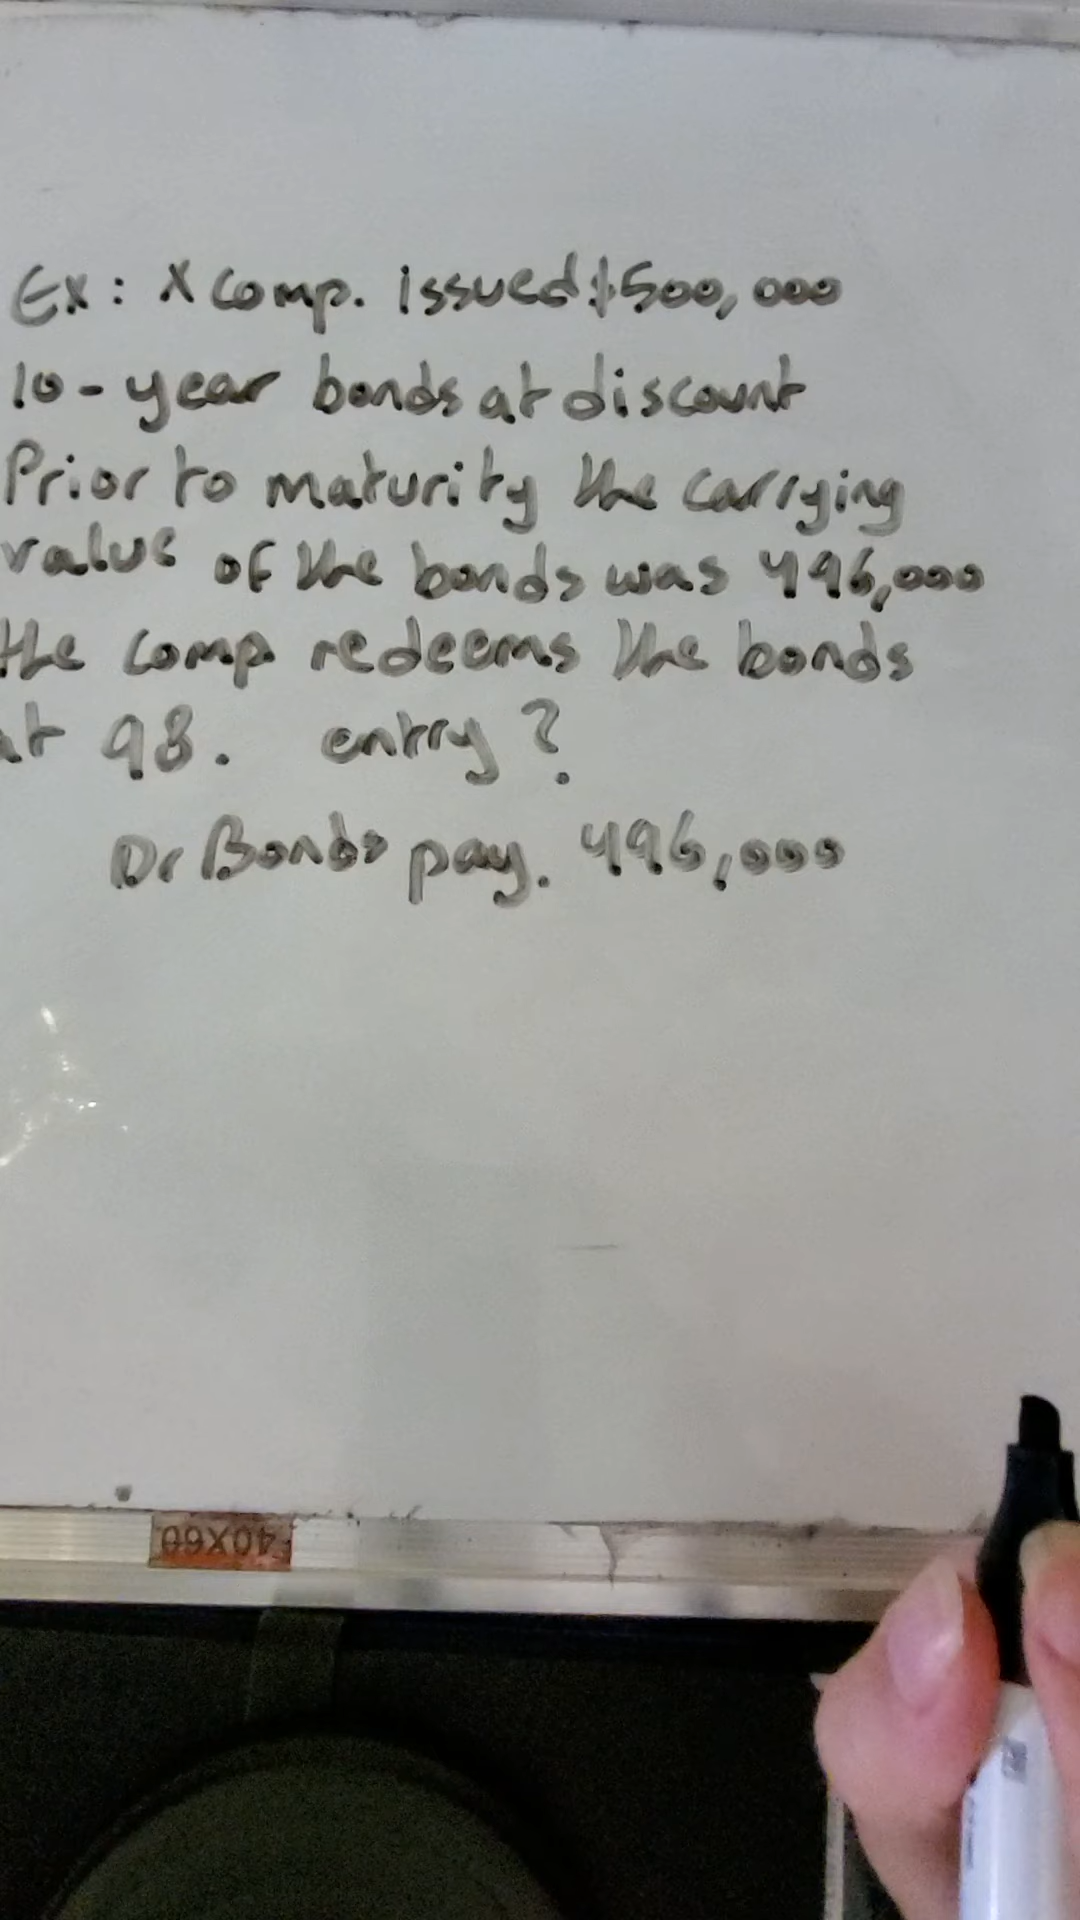 Ex: X Comp. issued $500,000
10-year bonds at discount
Prior to maturity the carrying
value of the bonds was 496,000
the comp. redeems the bonds
at 98. entry?
Dr Bonds pay. 496,000
40X60